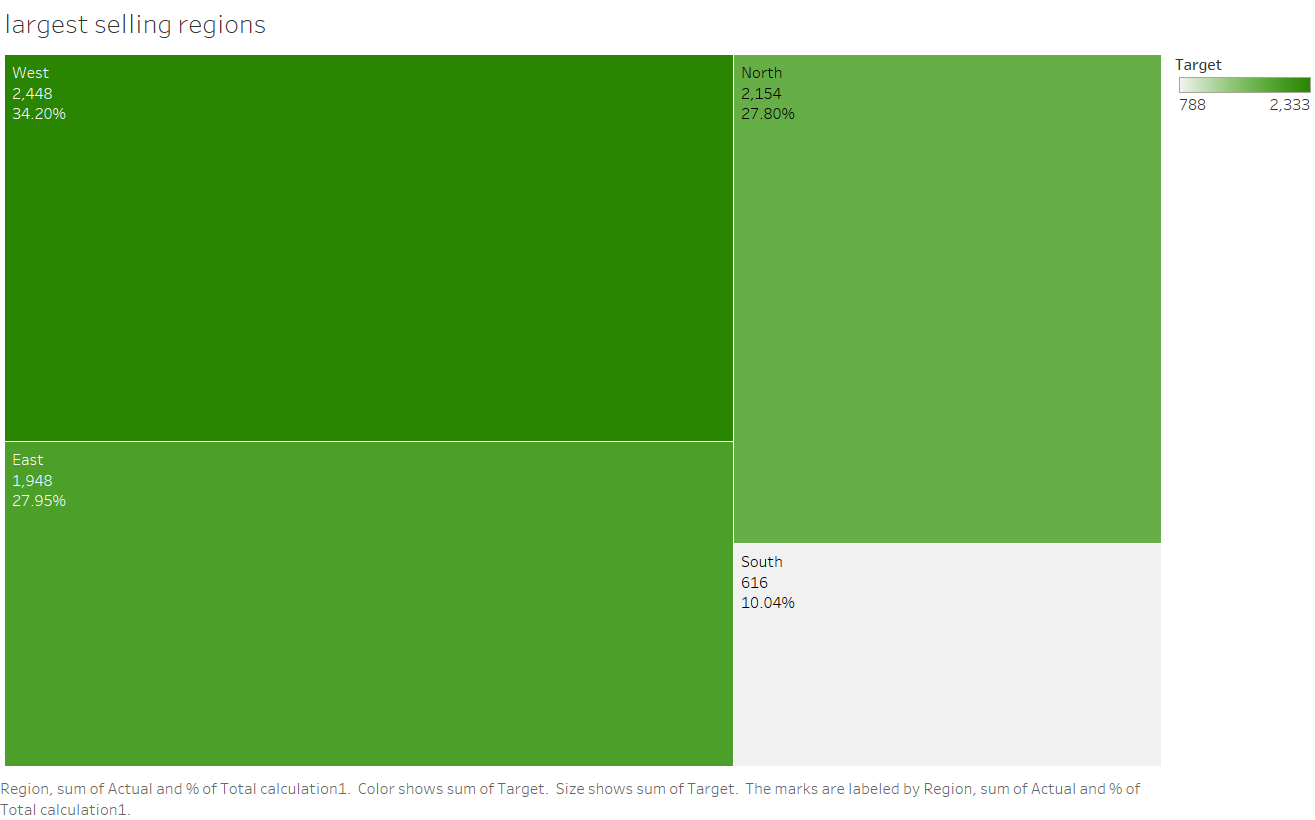 largest selling regions
West
2,448
34.20%
North
2,154
27.80%
Target
788 2,333
East
1,948
27.95%
South
616
10.04%
Region, sum of Actual and % of Total calculation1.  Color shows sum of Target.  Size shows sum of Target.  The marks are labeled by Region, sum of Actual and % of
Total calculation1.